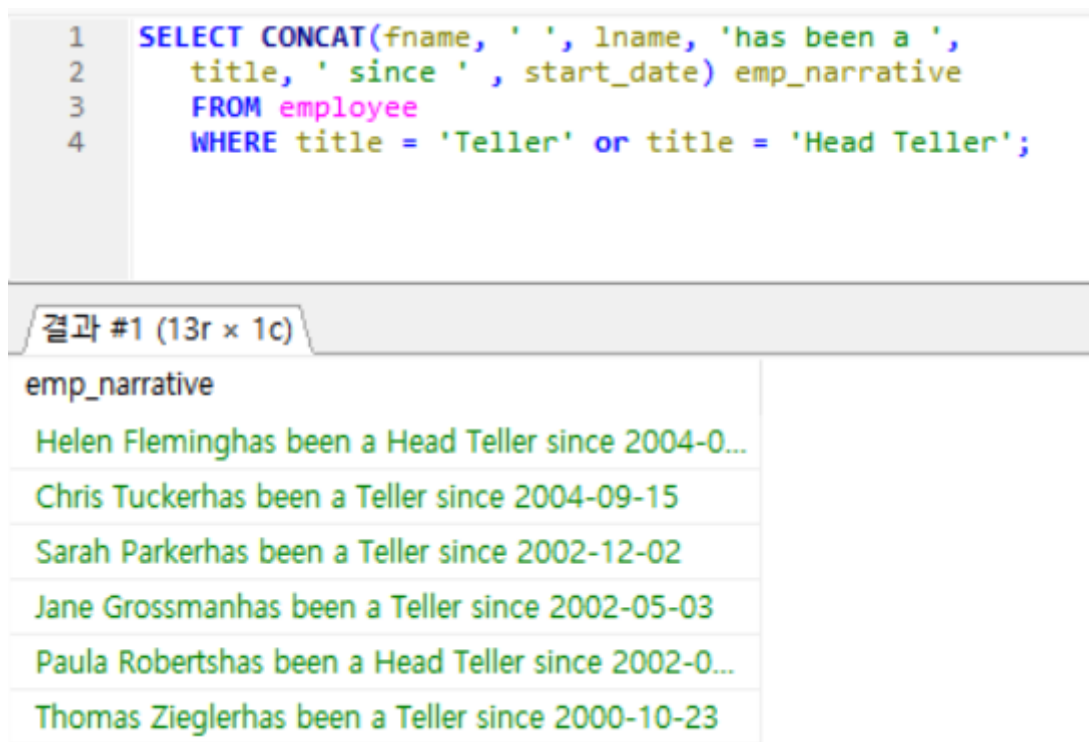 1 SELECT CONCAT(fname, ' ', lname, 'has been a ',
2 title, ' since ' , start_date) emp_narrative
3 FROM employee
4 WHERE title = 'Teller' or title = 'Head Teller';
결과 #1 (13r × 1c)
emp_narrative
Helen Fleminghas been a Head Teller since 2004-0...
Chris Tuckerhas been a Teller since 2004-09-15
Sarah Parkerhas been a Teller since 2002-12-02
Jane Grossmanhas been a Teller since 2002-05-03
Paula Robertshas been a Head Teller since 2002-0...
Thomas Zieglerhas been a Teller since 2000-10-23